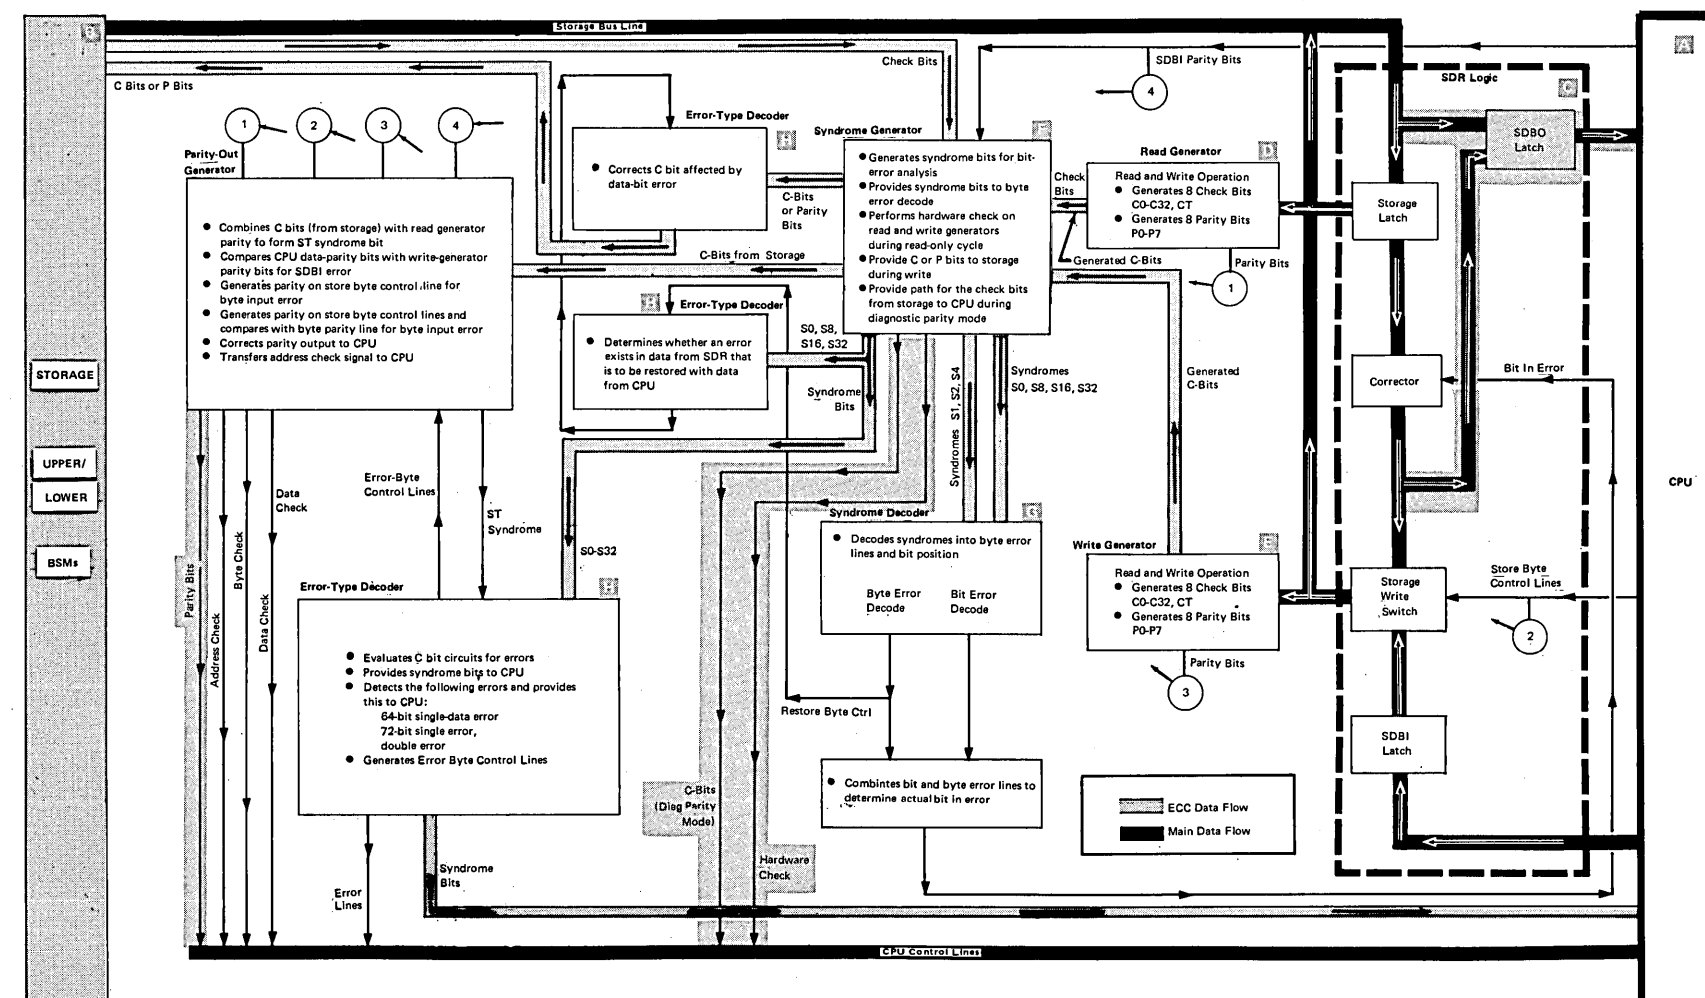 Storage Bus Line
B
A
Check Bits
SDBI Parity Bits
SDR Logic
C
C Bits or P Bits
4
1
2
3
4
Error-Type Decoder
H
Syndrome Generator
F
SDBO
Latch
Parity-Out
Generator
Read Generator
D
• Corrects C bit affected by
data-bit error
• Generates syndrome bits for bit-
error analysis
• Provides syndrome bits to byte
error decode
• Performs hardware check on
read and write generators
during read-only cycle
• Provide C or P bits to storage
during write
• Provide path for the check bits
from storage to CPU during
diagnostic parity mode
Check
Bits
Read and Write Operation
• Generates 8 Check Bits
C0-C32, CT
• Generates 8 Parity Bits
P0-P7
Storage
Latch
C-Bits
or Parity
Bits
• Combines C bits (from storage) with read generator
parity to form ST syndrome bit
• Compares CPU data-parity bits with write-generator
parity bits for SDBI error
• Generates parity on store byte control line for
byte input error
• Generates parity on store byte control lines and
compares with byte parity line for byte input error
• Corrects parity output to CPU
• Transfers address check signal to CPU
C-Bits from Storage
Generated C-Bits
Parity Bits
1
H
Error-Type Decoder
S0, S8,
S16, S32
• Determines whether an error
exists in data from SDR that
is to be restored with data
from CPU
STORAGE
Syndrome
Bits
Syndromes S1, S2, S4
Syndromes
S0, S8, S16, S32
Generated
C-Bits
Corrector
Bit In Error
UPPER/
LOWER
CPU
Error-Byte
Control Lines
Data
Check
ST
Syndrome
Syndrome Decoder
G
• Decodes syndromes into byte error
lines and bit position
Byte Error
Decode
Bit Error
Decode
Write Generator
E
Read and Write Operation
• Generates 8 Check Bits
C0-C32, CT
• Generates 8 Parity Bits
P0-P7
Storage
Write
Switch
Store Byte
Control Lines
2
BSMs
S0-S32
Parity Bits
Address Check
Byte Check
Data Check
Error-Type Decoder
H
• Evaluates C bit circuits for errors
• Provides syndrome bits to CPU
• Detects the following errors and provides
this to CPU:
64-bit single-data error
72-bit single error,
double error
• Generates Error Byte Control Lines
Parity Bits
3
Restore Byte Ctrl
SDBI
Latch
C-Bits
(Diag Parity
Mode)
• Combintes bit and byte error lines to
determine actual bit in error
ECC Data Flow
Main Data Flow
Hardware
Check
Syndrome
Bits
Error
Lines
CPU Control Lines